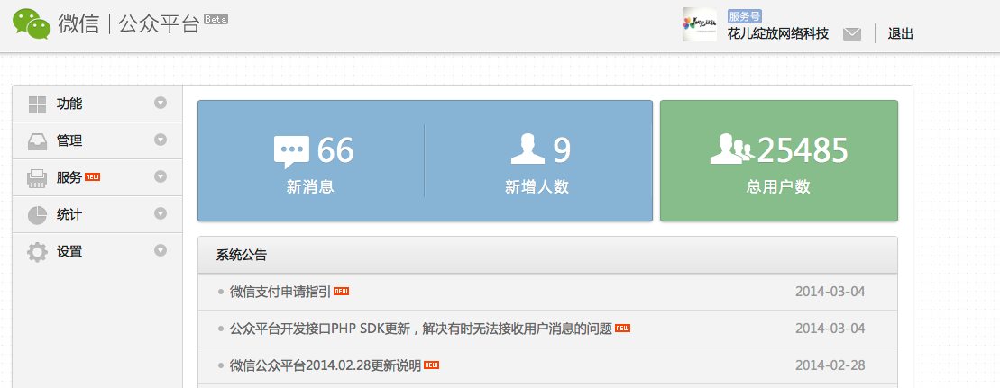 微信 | 公众平台 Beta
服务号
花儿绽放网络科技
退出
功能
管理
服务 NEW
统计
设置
66
新消息
9
新增人数
25485
总用户数
系统公告
微信支付申请指引 NEW 2014-03-04
公众平台开发接口PHP SDK更新，解决有时无法接收用户消息的问题 NEW 2014-03-04
微信公众平台2014.02.28更新说明 NEW 2014-02-28